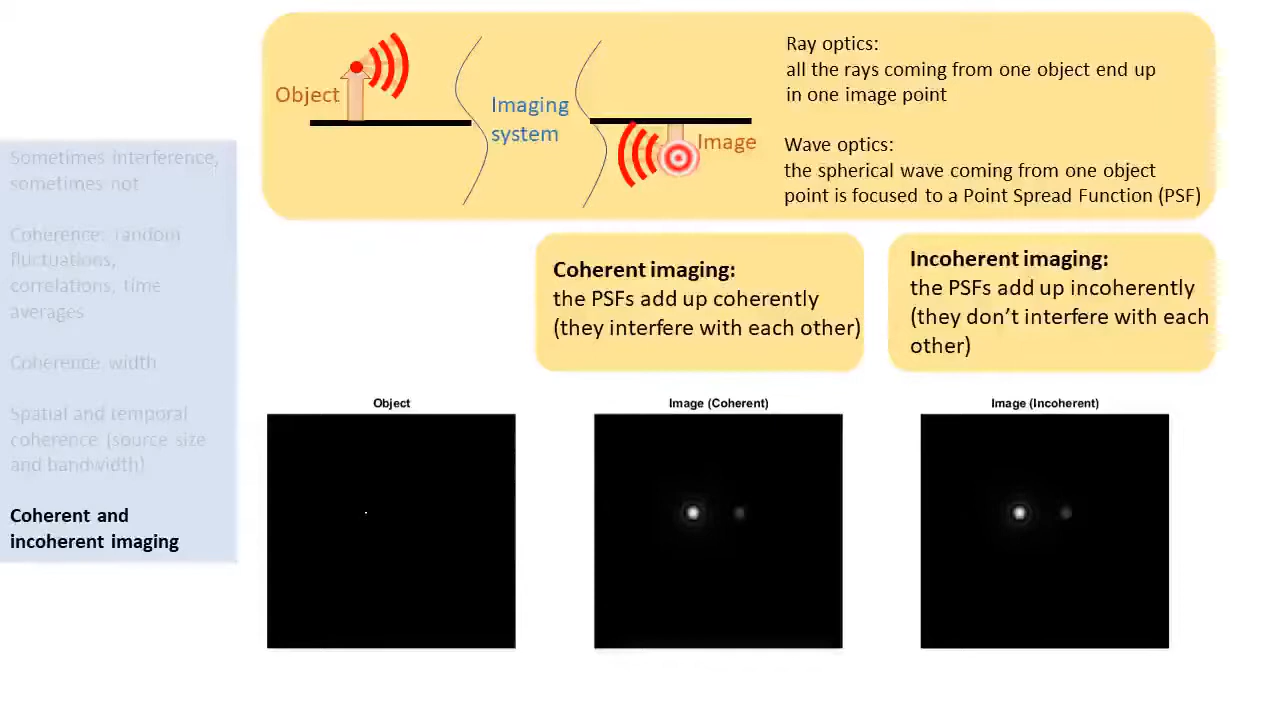 Object
Imaging
system
Image
Ray optics:
all the rays coming from one object end up
in one image point
Wave optics:
the spherical wave coming from one object
point is focused to a Point Spread Function (PSF)
Sometimes interference,
sometimes not
Coherence: random
fluctuations,
correlations, time
averages
Coherence width
Spatial and temporal
coherence (source size
and bandwidth)
Coherent and
incoherent imaging
Coherent imaging:
the PSFs add up coherently
(they interfere with each other)
Incoherent imaging:
the PSFs add up incoherently
(they don’t interfere with each
other)
Object
Image (Coherent)
Image (Incoherent)